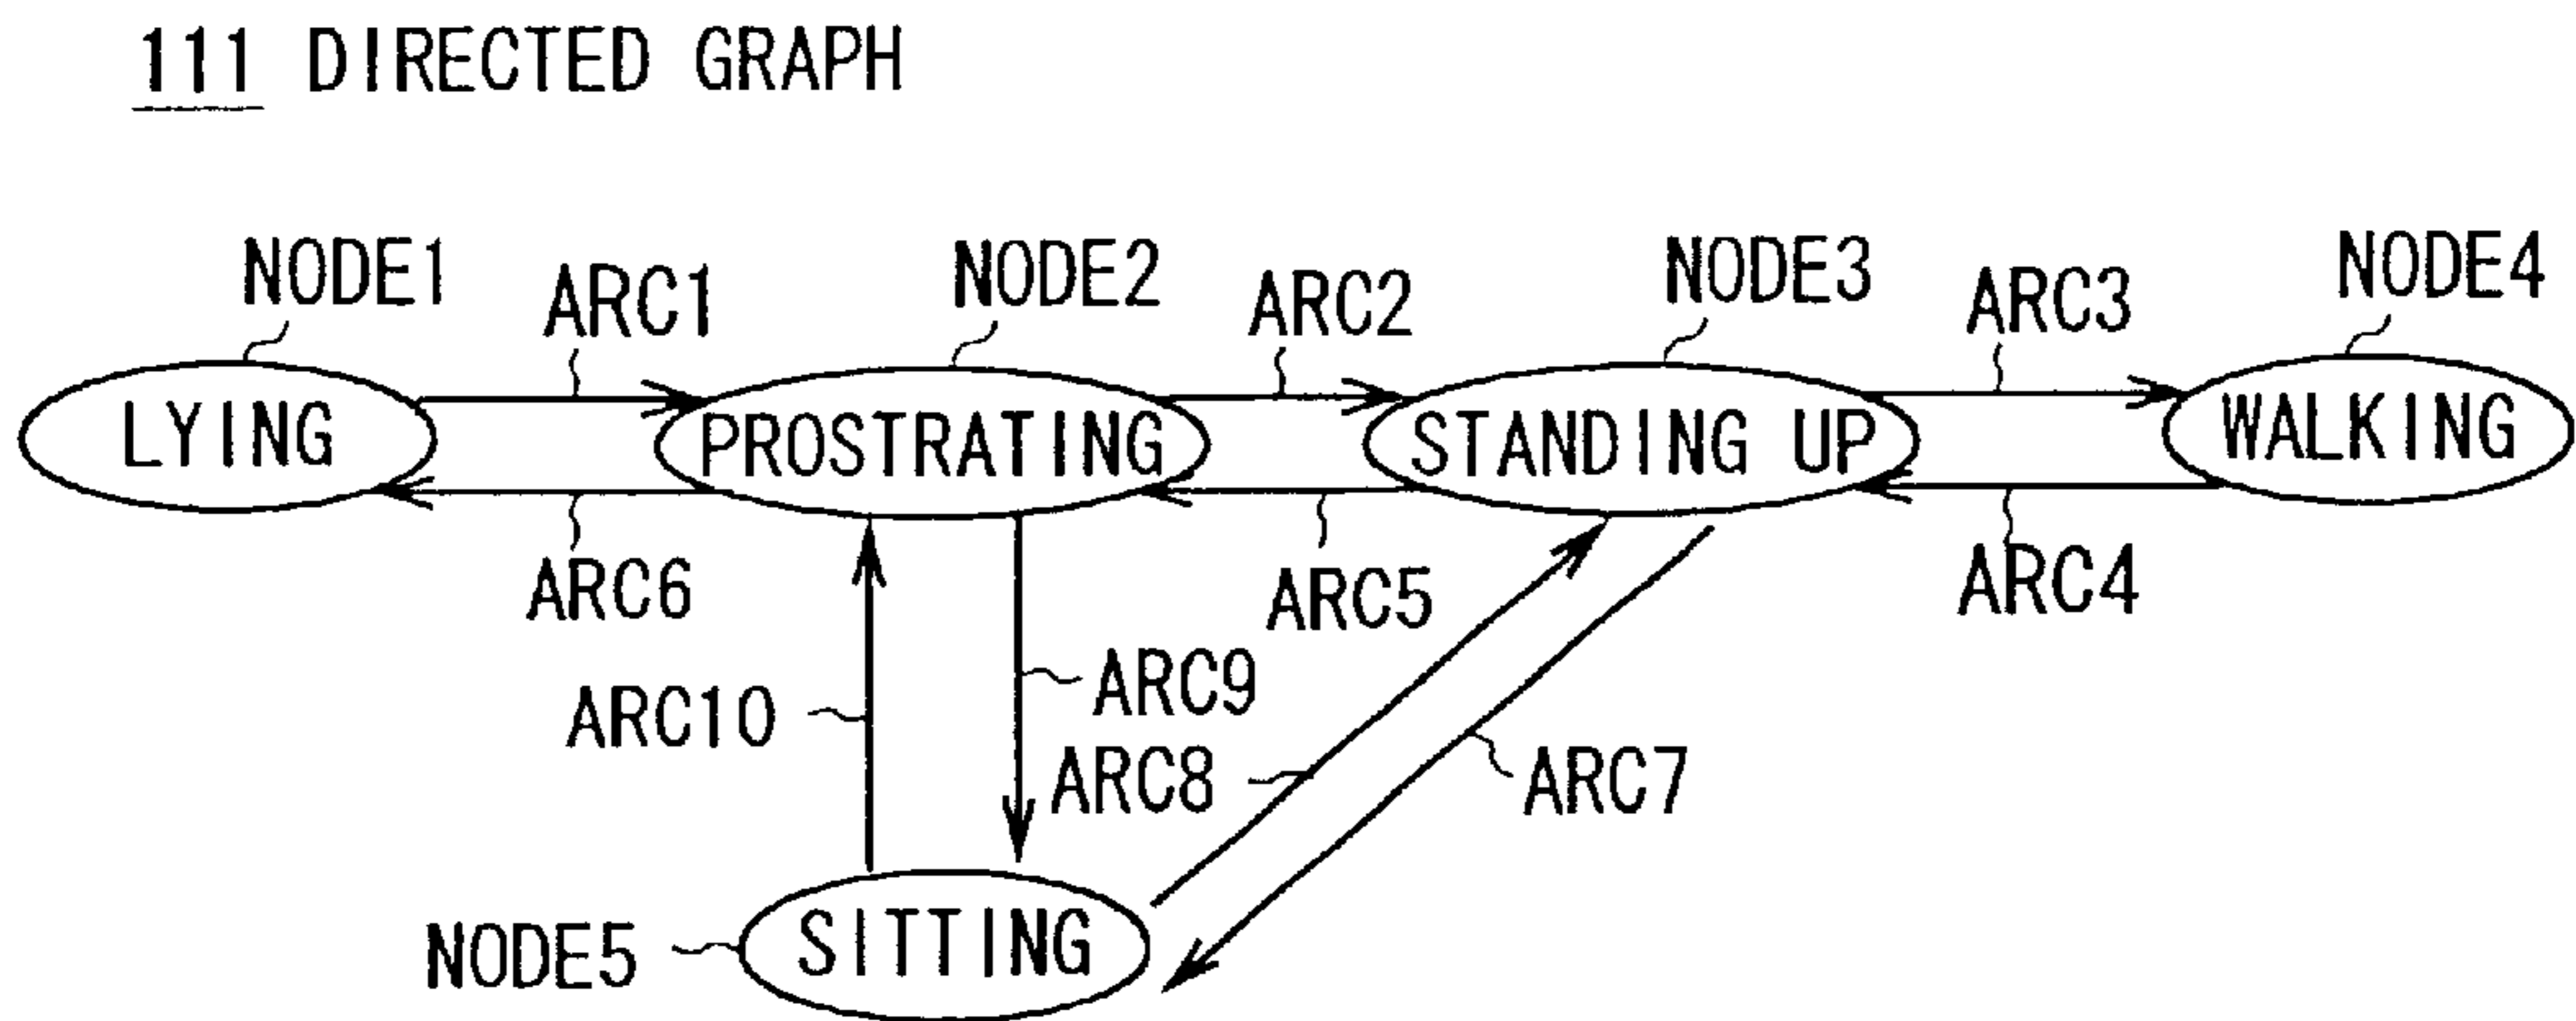 111 DIRECTED GRAPH
NODE1
ARC1
NODE2
ARC2
NODE3
ARC3
NODE4
LYING
PROSTRATING
STANDING UP
WALKING
ARC6
ARC5
ARC4
ARC10
ARC9
ARC8
ARC7
NODE5
SITTING